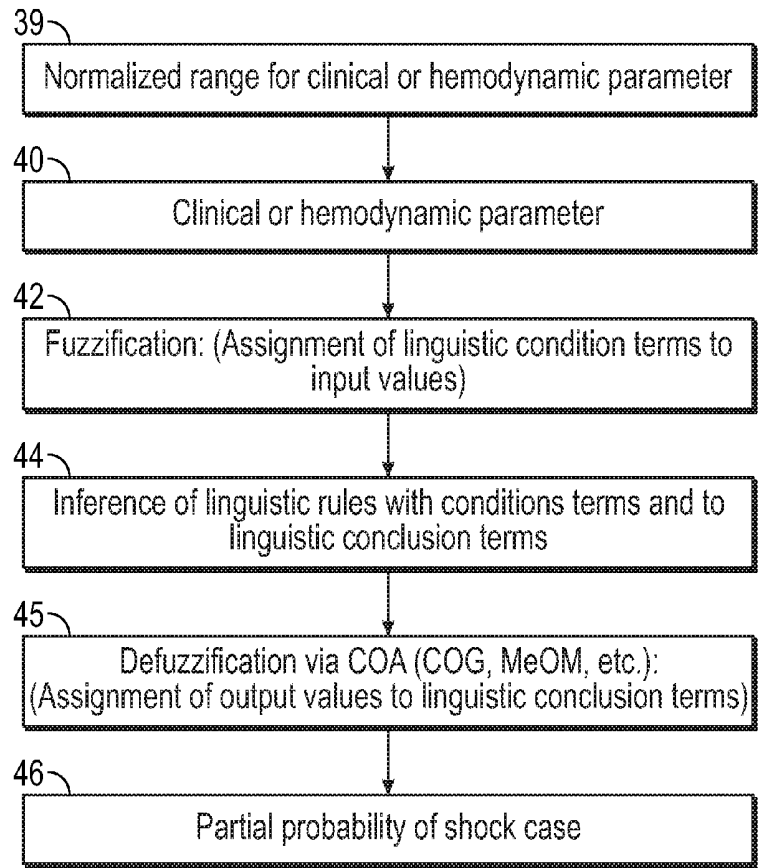 39
Normalized range for clinical or hemodynamic parameter
40
Clinical or hemodynamic parameter
42
Fuzzification: (Assignment of linguistic condition terms to
input values)
44
Inference of linguistic rules with conditions terms and to
linguistic conclusion terms
45
Defuzzification via COA (COG, MeOM, etc.):
(Assignment of output values to linguistic conclusion terms)
46
Partial probability of shock case